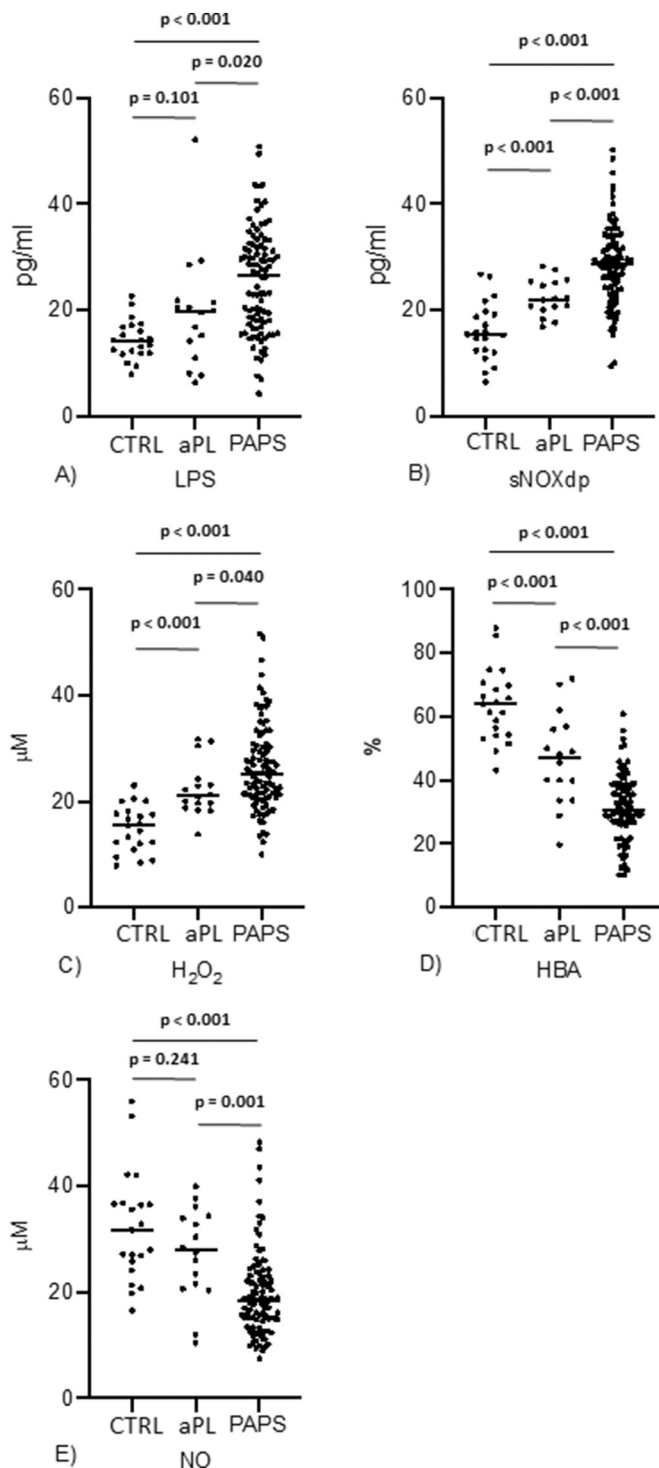 p < 0.001
p = 0.020
p = 0.101
60
40
20
0
pg/ml
CTRL aPL PAPS
A) LPS
p < 0.001
p < 0.001
p < 0.001
60
40
20
0
pg/ml
CTRL aPL PAPS
B) sNOXdp
p < 0.001
p = 0.040
p < 0.001
60
40
20
0
μM
CTRL aPL PAPS
C) H₂O₂
p < 0.001
p < 0.001
p < 0.001
100
80
60
40
20
0
%
CTRL aPL PAPS
D) HBA
p < 0.001
p = 0.241
p = 0.001
60
40
20
0
μM
CTRL aPL PAPS
E) NO